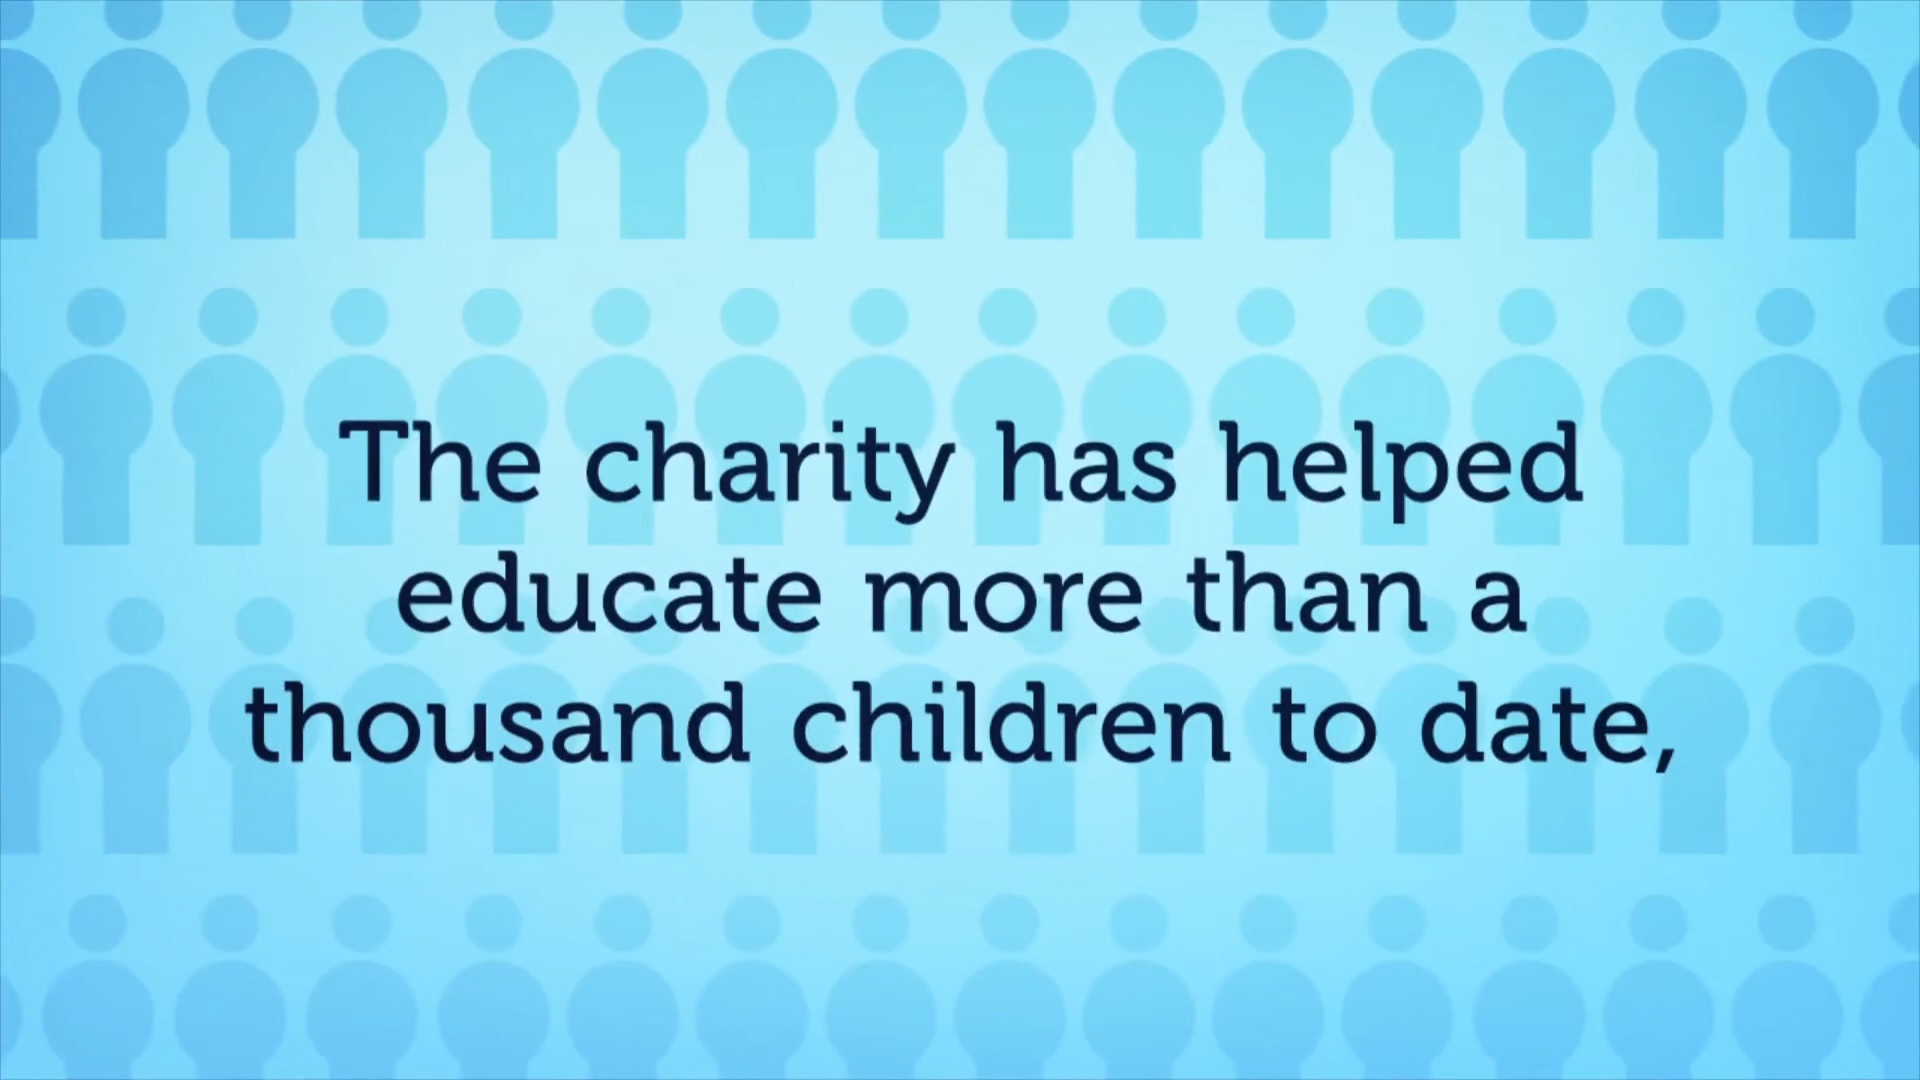 The charity has helped
educate more than a
thousand children to date,